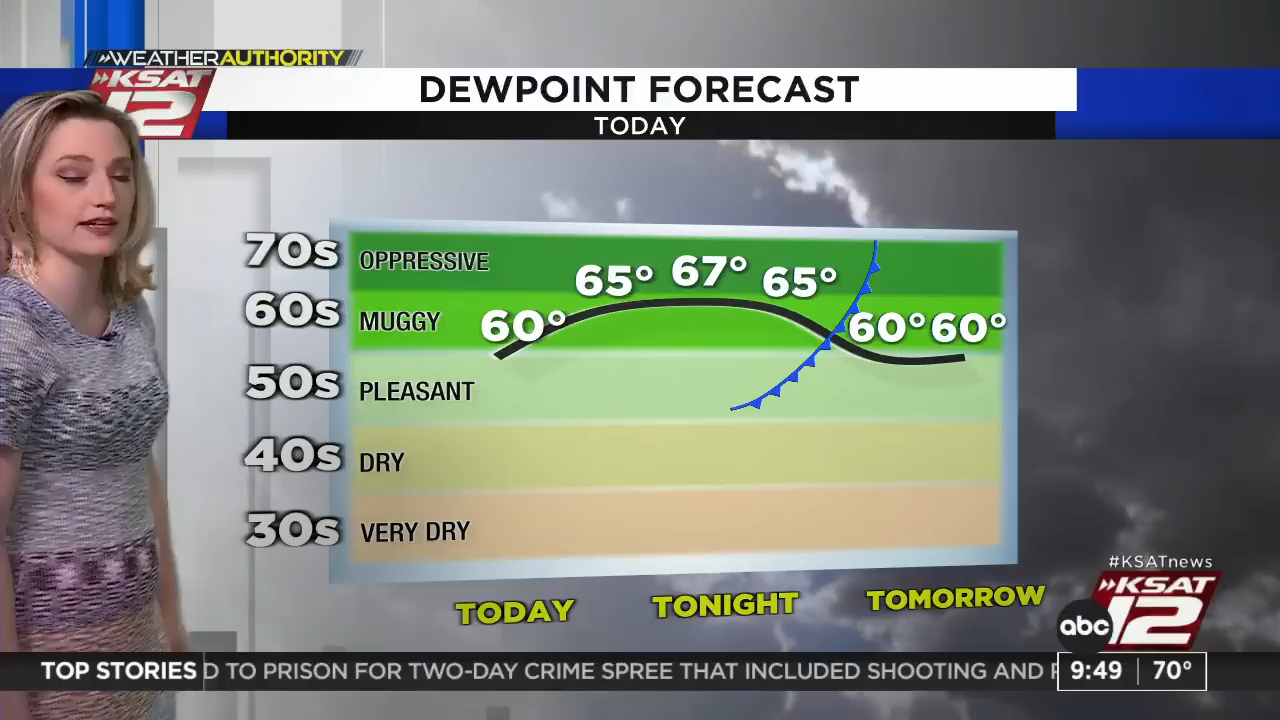 WEATHERAUTHORITY
KSAT
12
DEWPOINT FORECAST
TODAY
70s OPPRESSIVE
65° 67° 65°
60s MUGGY 60° 60° 60°
50s PLEASANT
40s DRY
30s VERY DRY
TODAY TONIGHT TOMORROW
#KSATnews
KSAT
abc 12
TOP STORIES D TO PRISON FOR TWO-DAY CRIME SPREE THAT INCLUDED SHOOTING AND
9:49 70°